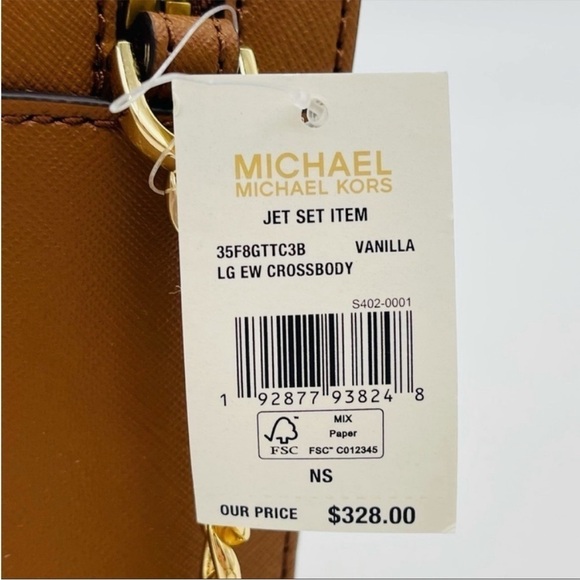 MICHAEL
MICHAEL KORS
JET SET ITEM
35F8GTTC3B VANILLA
LG EW CROSSBODY
S402-0001
1 92877 93824 8
FSC
MIX
Paper
FSC™ C012345
NS
OUR PRICE $328.00